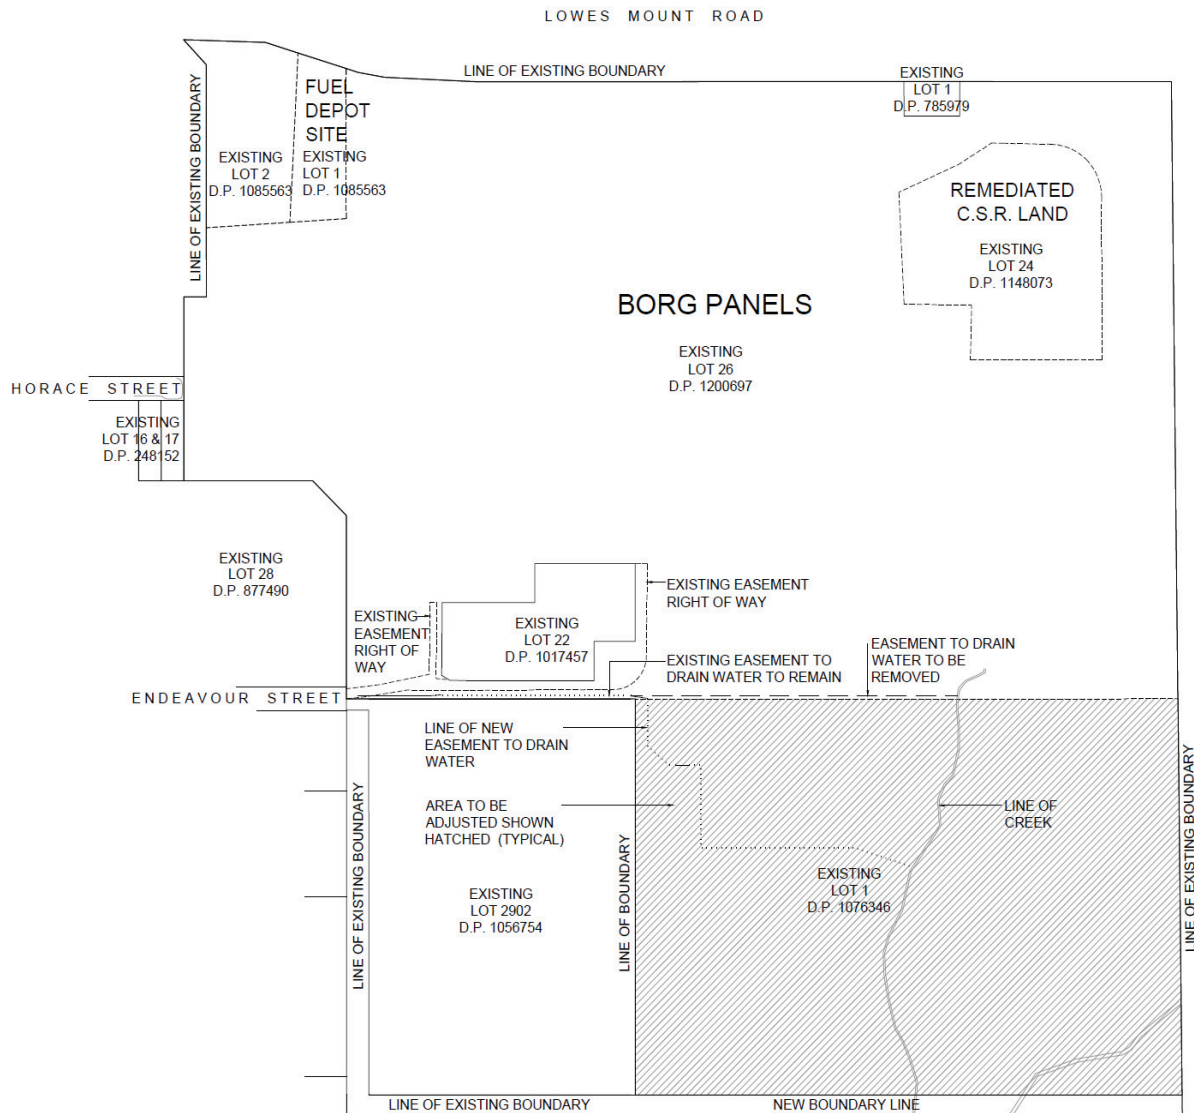 LOWES MOUNT ROAD
LINE OF EXISTING BOUNDARY
EXISTING
LOT 1
D.P. 785979
LINE OF EXISTING BOUNDARY
FUEL
DEPOT
SITE
EXISTING
LOT 2
D.P. 1085563
EXISTING
LOT 1
D.P. 1085563
REMEDIATED
C.S.R. LAND
EXISTING
LOT 24
D.P. 1148073
BORG PANELS
EXISTING
LOT 26
D.P. 1200697
HORACE STREET
EXISTING
LOT 16 & 17
D.P. 248152
EXISTING
LOT 28
D.P. 877490
EXISTING
EASEMENT
RIGHT OF
WAY
EXISTING
LOT 22
D.P. 1017457
EXISTING EASEMENT
RIGHT OF WAY
EXISTING EASEMENT TO
DRAIN WATER TO REMAIN
EASEMENT TO DRAIN
WATER TO BE
REMOVED
ENDEAVOUR STREET
LINE OF NEW
EASEMENT TO DRAIN
WATER
AREA TO BE
ADJUSTED SHOWN
HATCHED (TYPICAL)
LINE OF
CREEK
LINE OF EXISTING BOUNDARY
LINE OF BOUNDARY
LINE OF EXISTING BOUNDARY
EXISTING
LOT 2902
D.P. 1056754
EXISTING
LOT 1
D.P. 1076346
LINE OF EXISTING BOUNDARY
NEW BOUNDARY LINE